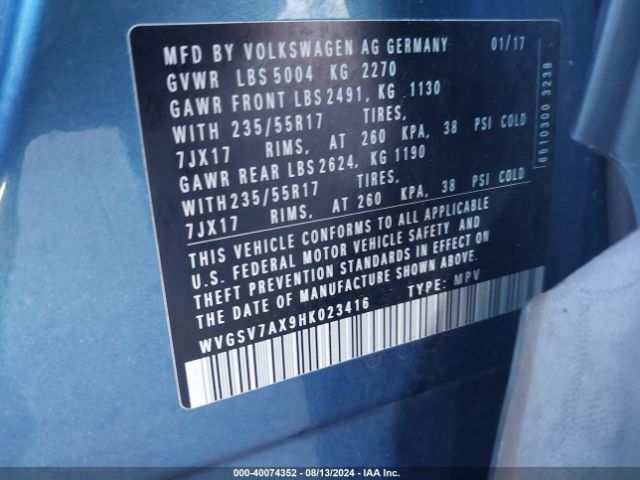 MFD BY VOLKSWAGEN AG GERMANY 01/17
GVWR LBS 5004 KG 2270
GAWR FRONT LBS 2491, KG 1130
WITH 235/55R17 TIRES,
7JX17 RIMS, AT 260 KPA, 38 PSI COLD
GAWR REAR LBS 2624, KG 1190
WITH 235/55R17 TIRES,
7JX17 RIMS, AT 260 KPA, 38 PSI COLD
THIS VEHICLE CONFORMS TO ALL APPLICABLE
U.S. FEDERAL MOTOR VEHICLE SAFETY AND
THEFT PREVENTION STANDARDS IN EFFECT ON
THE DATE OF MANUFACTURE SHOWN ABOVE.
WVGSV7AX9HK023416 TYPE: MPV
6510300 3238
000-40074352 - 08/13/2024 - IAA Inc.